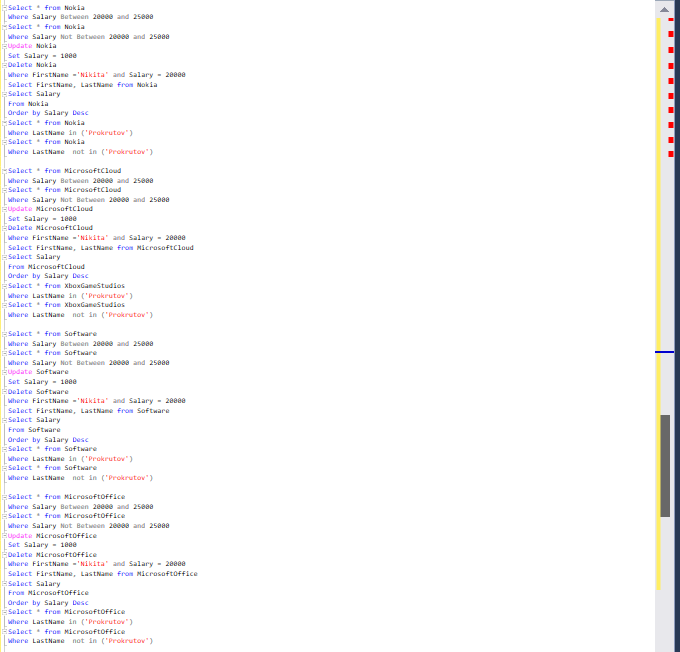 Select * from Nokia
Where Salary Between 20000 and 25000
Select * from Nokia
Where Salary Not Between 20000 and 25000
Update Nokia
Set Salary = 1000
Delete Nokia
Where FirstName ='Nikita' and Salary = 20000
Select FirstName, LastName from Nokia
Select Salary
From Nokia
Order by Salary Desc
Select * from Nokia
Where LastName in ('Prokrutov')
Select * from Nokia
Where LastName  not in ('Prokrutov')
Select * from MicrosoftCloud
Where Salary Between 20000 and 25000
Select * from MicrosoftCloud
Where Salary Not Between 20000 and 25000
Update MicrosoftCloud
Set Salary = 1000
Delete MicrosoftCloud
Where FirstName ='Nikita' and Salary = 20000
Select FirstName, LastName from MicrosoftCloud
Select Salary
From MicrosoftCloud
Order by Salary Desc
Select * from XboxGameStudios
Where LastName in ('Prokrutov')
Select * from XboxGameStudios
Where LastName  not in ('Prokrutov')
Select * from Software
Where Salary Between 20000 and 25000
Select * from Software
Where Salary Not Between 20000 and 25000
Update Software
Set Salary = 1000
Delete Software
Where FirstName ='Nikita' and Salary = 20000
Select FirstName, LastName from Software
Select Salary
From Software
Order by Salary Desc
Select * from Software
Where LastName in ('Prokrutov')
Select * from Software
Where LastName  not in ('Prokrutov')
Select * from MicrosoftOffice
Where Salary Between 20000 and 25000
Select * from MicrosoftOffice
Where Salary Not Between 20000 and 25000
Update MicrosoftOffice
Set Salary = 1000
Delete MicrosoftOffice
Where FirstName ='Nikita' and Salary = 20000
Select FirstName, LastName from MicrosoftOffice
Select Salary
From MicrosoftOffice
Order by Salary Desc
Select * from MicrosoftOffice
Where LastName in ('Prokrutov')
Select * from MicrosoftOffice
Where LastName  not in ('Prokrutov')